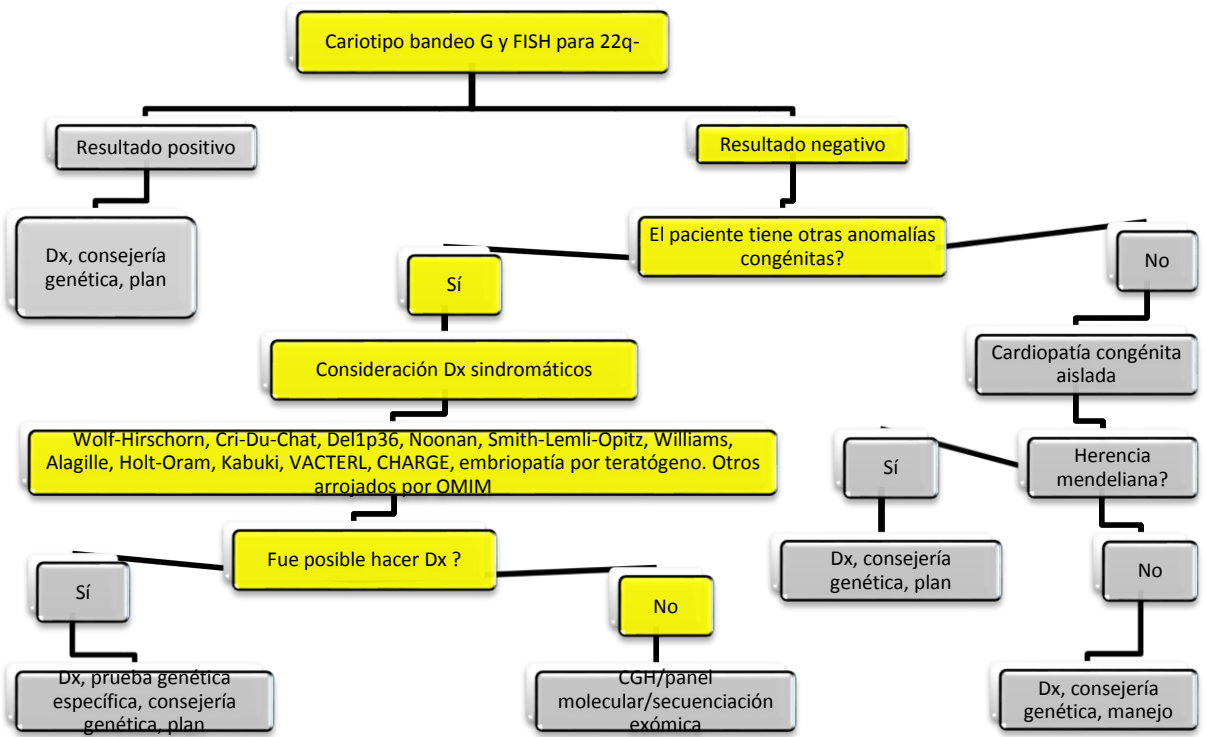 Cariotipo bandeo G y FISH para 22q-
Resultado positivo
Resultado negativo
Dx, consejería
genética, plan
El paciente tiene otras anomalías
congénitas?
Sí
No
Consideración Dx sindromáticos
Cardiopatía congénita
aislada
Wolf-Hirschorn, Cri-Du-Chat, Del1p36, Noonan, Smith-Lemli-Opitz, Williams,
Alagille, Holt-Oram, Kabuki, VACTERL, CHARGE, embriopatía por teratógeno. Otros
arrojados por OMIM
Sí
Herencia
mendeliana?
Fue posible hacer Dx ?
Dx, consejería
genética, plan
No
Sí
No
Dx, prueba genética
específica, consejería
genética, plan
CGH/panel
molecular/secuenciación
exómica
Dx, consejería
genética, manejo